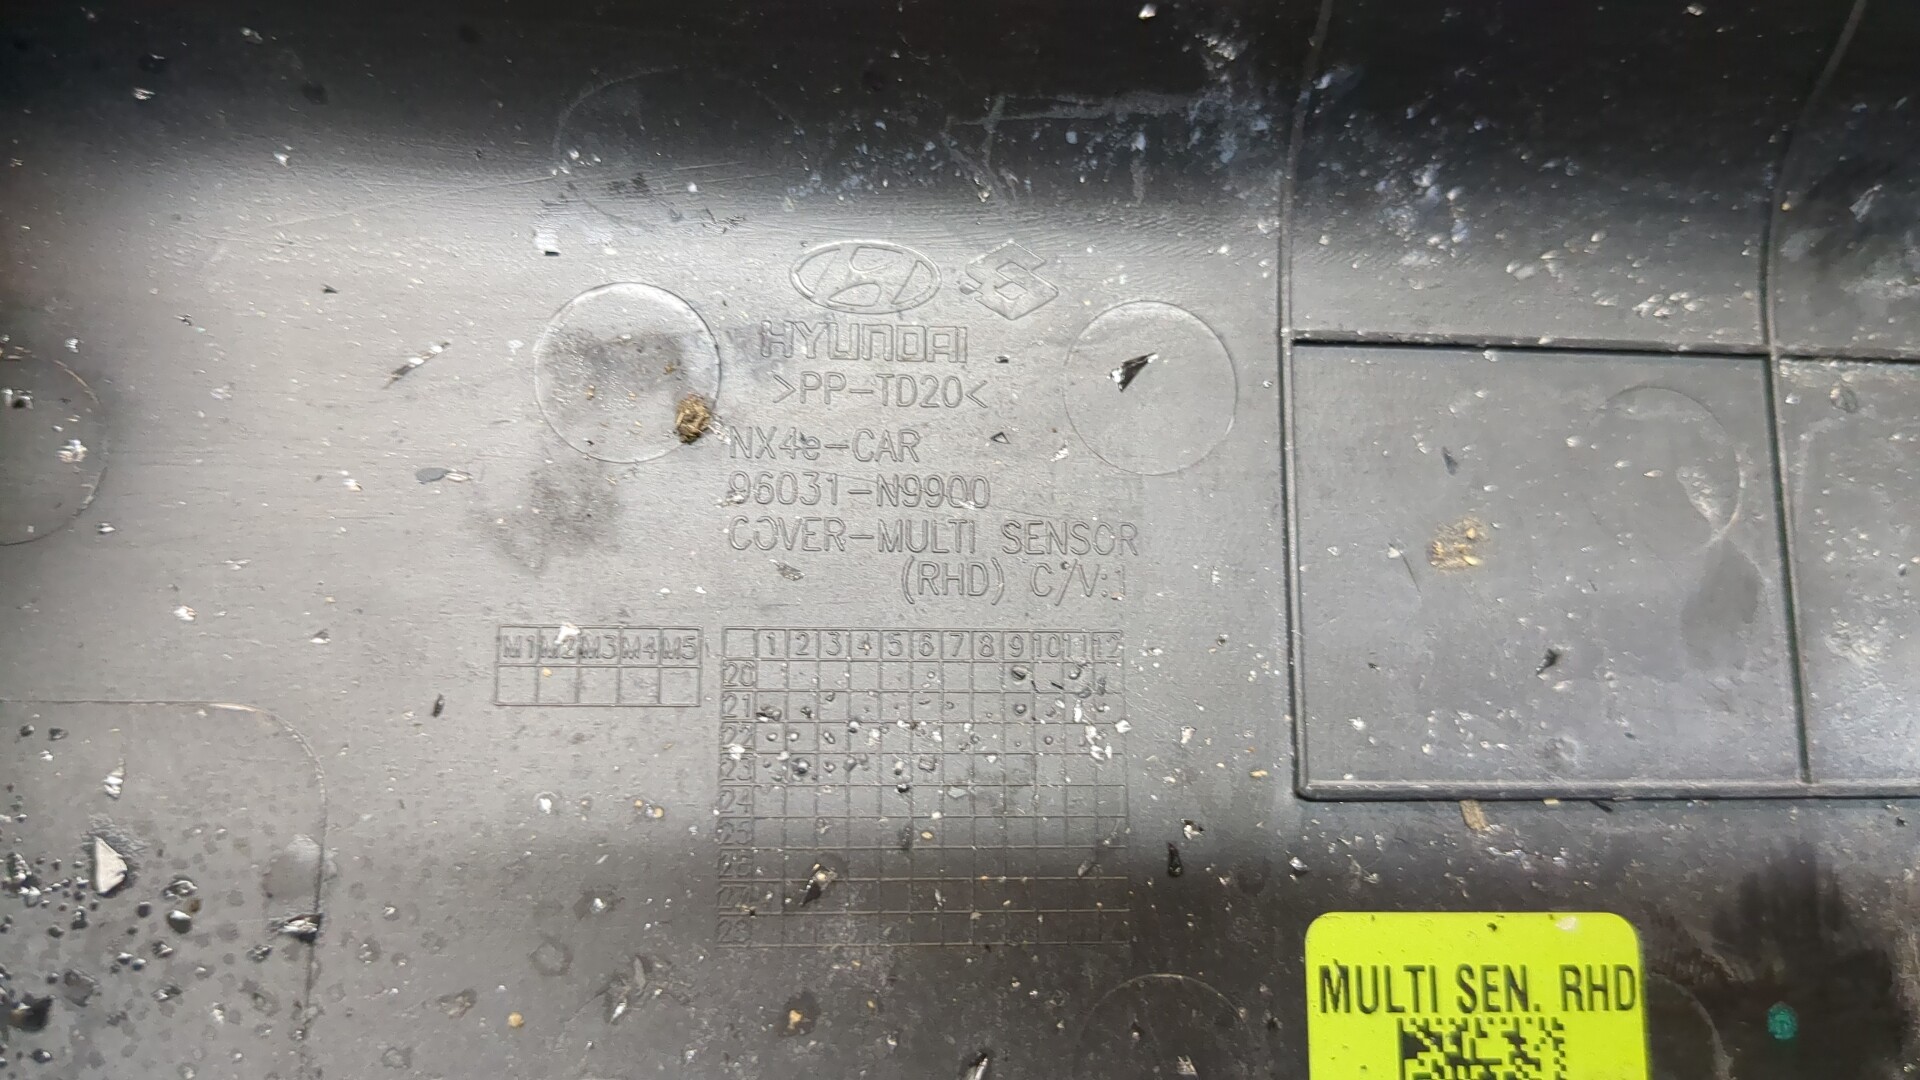 HYUNDAI
>PP-TD20<
NX4e-CAR
96031-N9900
COVER-MULTI SENSOR
(RHD) C/V:1
M1 M2 M3 M4 M5
1 2 3 4 5 6 7 8 9 10 11 12
20
21
22
23
24
25
26
27
28
MULTI SEN. RHD